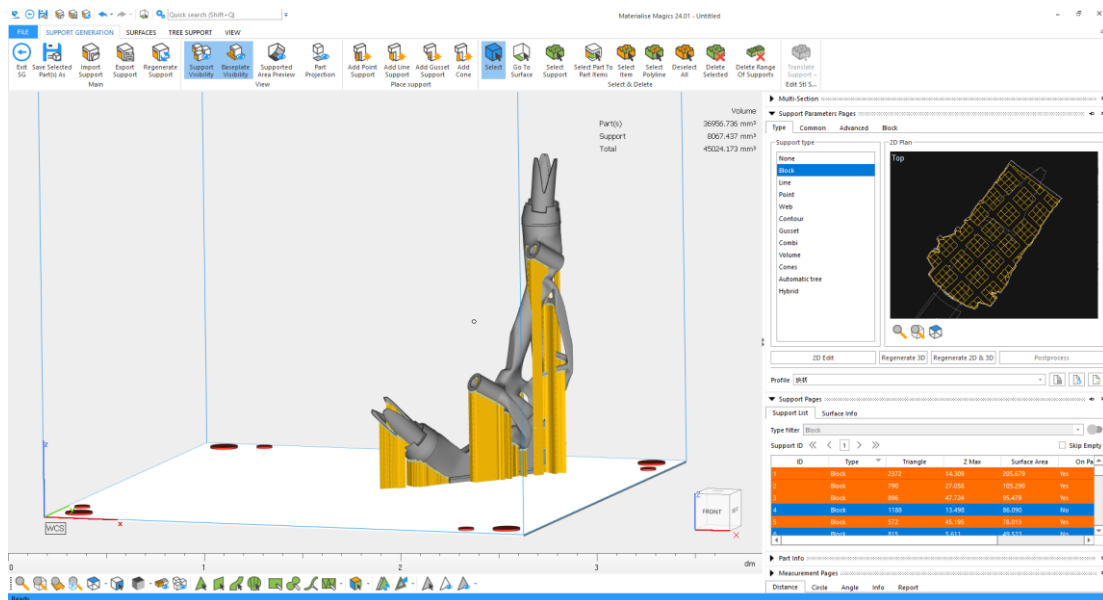 Quick search (Shift+Q)
Materialise Magics 24.01 - Untitled
FILE SUPPORT GENERATION SURFACES TREE SUPPORT VIEW
Exit SG
Save Selected Part(s) As
Import Support
Export Support
Regenerate Support
Support Visibility
Baseplate Visibility
Supported Area Preview
Part Projection
Add Point Support
Add Line Support
Add Gusset Support
Add Cone
Select
Go To Surface
Select Support
Select Part To Part Items
Select Item
Select Polyline
Deselect All
Delete Selected
Delete Range Of Supports
Translate Support
Main
View
Place support
Select & Delete
Edit Stl S...
Volume
Part(s) 36956.736 mm³
Support 8067.437 mm³
Total 45024.173 mm³
z
WCS
x
FRONT
Z
X
0 1 2 3 dm
Multi-Section
Support Parameters Pages
Type Common Advanced Block
Support type
None
Block
Line
Point
Web
Contour
Gusset
Combi
Volume
Cones
Automatic tree
Hybrid
2D Plan
Top
2D Edit Regenerate 3D Regenerate 2D & 3D Postprocess
Profile
Support Pages
Support List Surface Info
Type filter Block
Support ID 1 Skip Empty
ID Type Triangle Z Max Surface Area On Pa
1 Block 2372 14.309 205.679 Yes
2 Block 790 27.058 105.290 Yes
3 Block 896 47.724 95.479 Yes
4 Block 1188 13.498 86.090 No
5 Block 572 45.195 78.013 Yes
Part Info
Measurement Pages
Distance Circle Angle Info Report
Ready